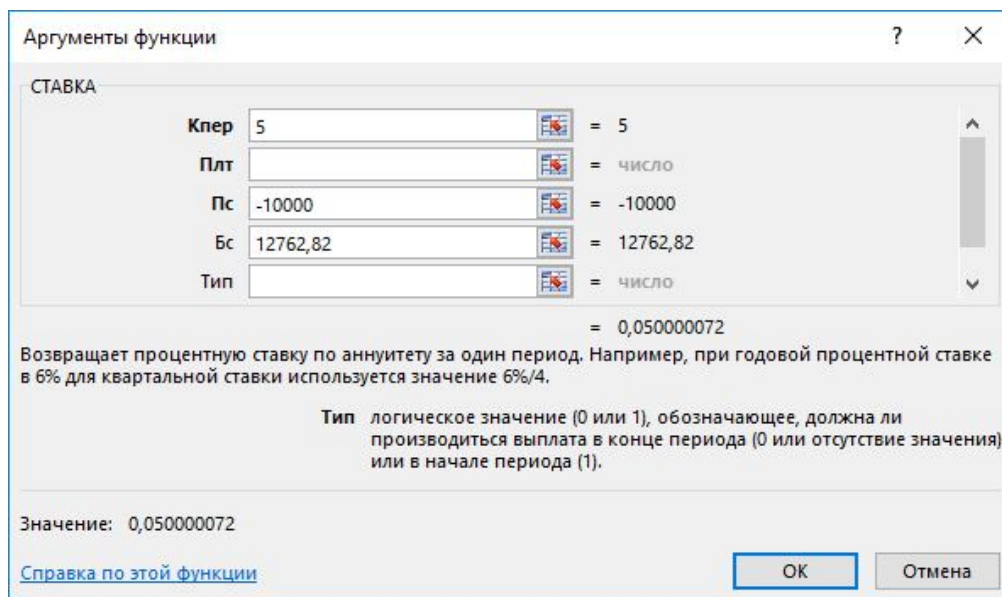 Аргументы функции ?
СТАВКА
Кпер 5 = 5
Плт = число
Пс -10000 = -10000
Бс 12762,82 = 12762,82
Тип = число
= 0,050000072
Возвращает процентную ставку по аннуитету за один период. Например, при годовой процентной ставке
в 6% для квартальной ставки используется значение 6%/4.
Тип логическое значение (0 или 1), обозначающее, должна ли
производиться выплата в конце периода (0 или отсутствие значения)
или в начале периода (1).
Значение: 0,050000072
Справка по этой функции ОК Отмена